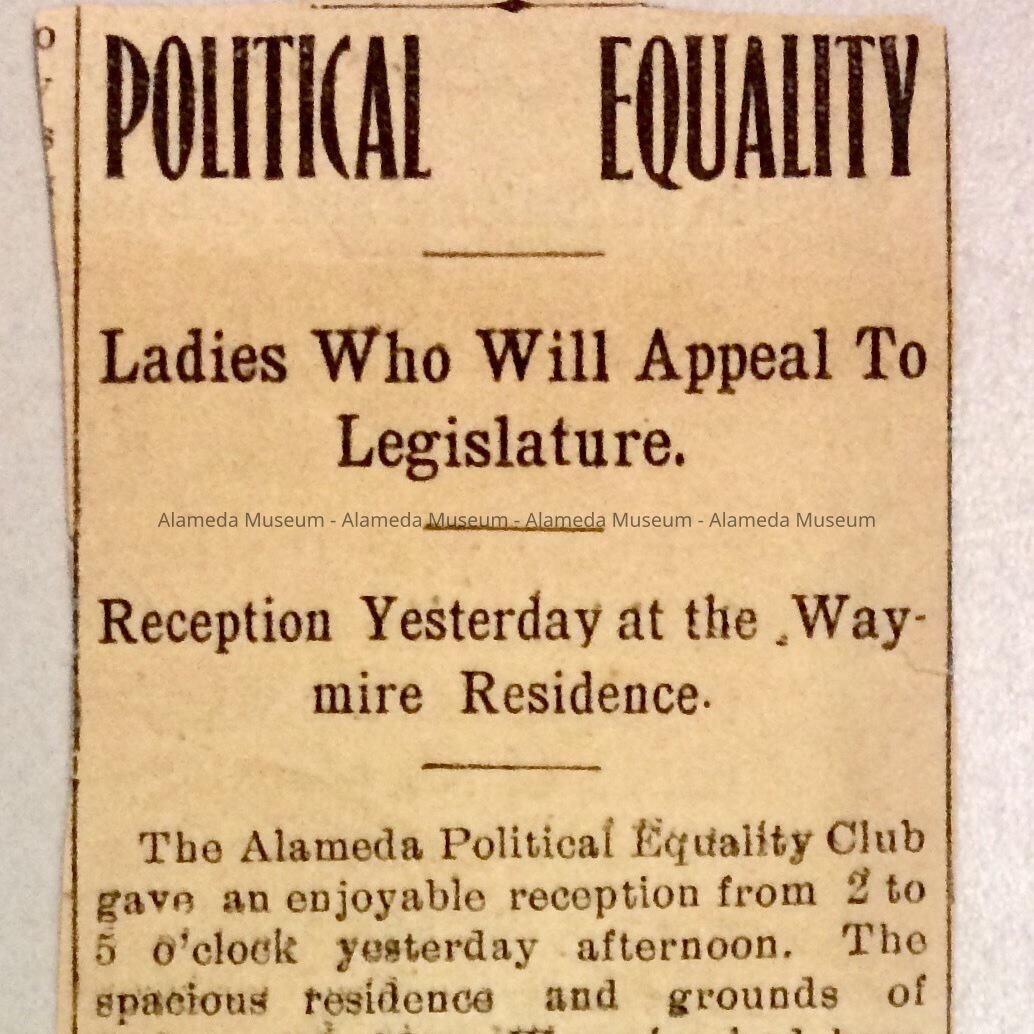 POLITICAL EQUALITY
Ladies Who Will Appeal To
Legislature.
Alameda Museum - Alameda Museum - Alameda Museum - Alameda Museum
Reception Yesterday at the Way-
mire Residence.
The Alameda Political Equality Club
gave an enjoyable reception from 2 to
5 o'clock yesterday afternoon. The
spacious residence and grounds of